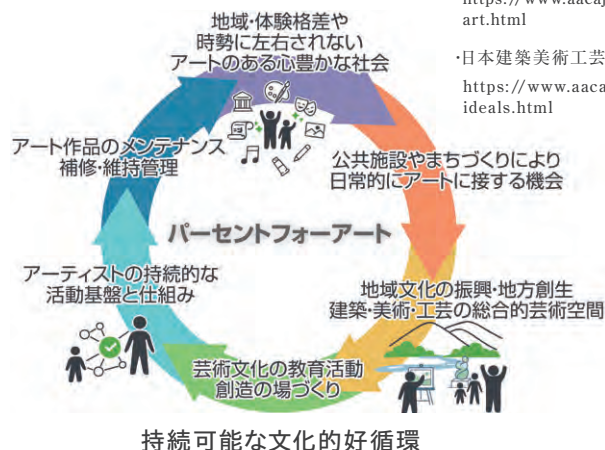 https://www.aacaj
art.html
・日本建築美術工芸
https://www.aaca
ideals.html
地域・体験格差や
時勢に左右されない
アートのある心豊かな社会
公共施設やまちづくりにより
日常的にアートに接する機会
地域文化の振興・地方創生
建築・美術・工芸の総合的芸術空間
芸術文化の教育活動
創造の場づくり
アーティストの持続的な
活動基盤と仕組み
アート作品のメンテナンス
補修・維持管理
パーセントフォーアート
持続可能な文化的好循環